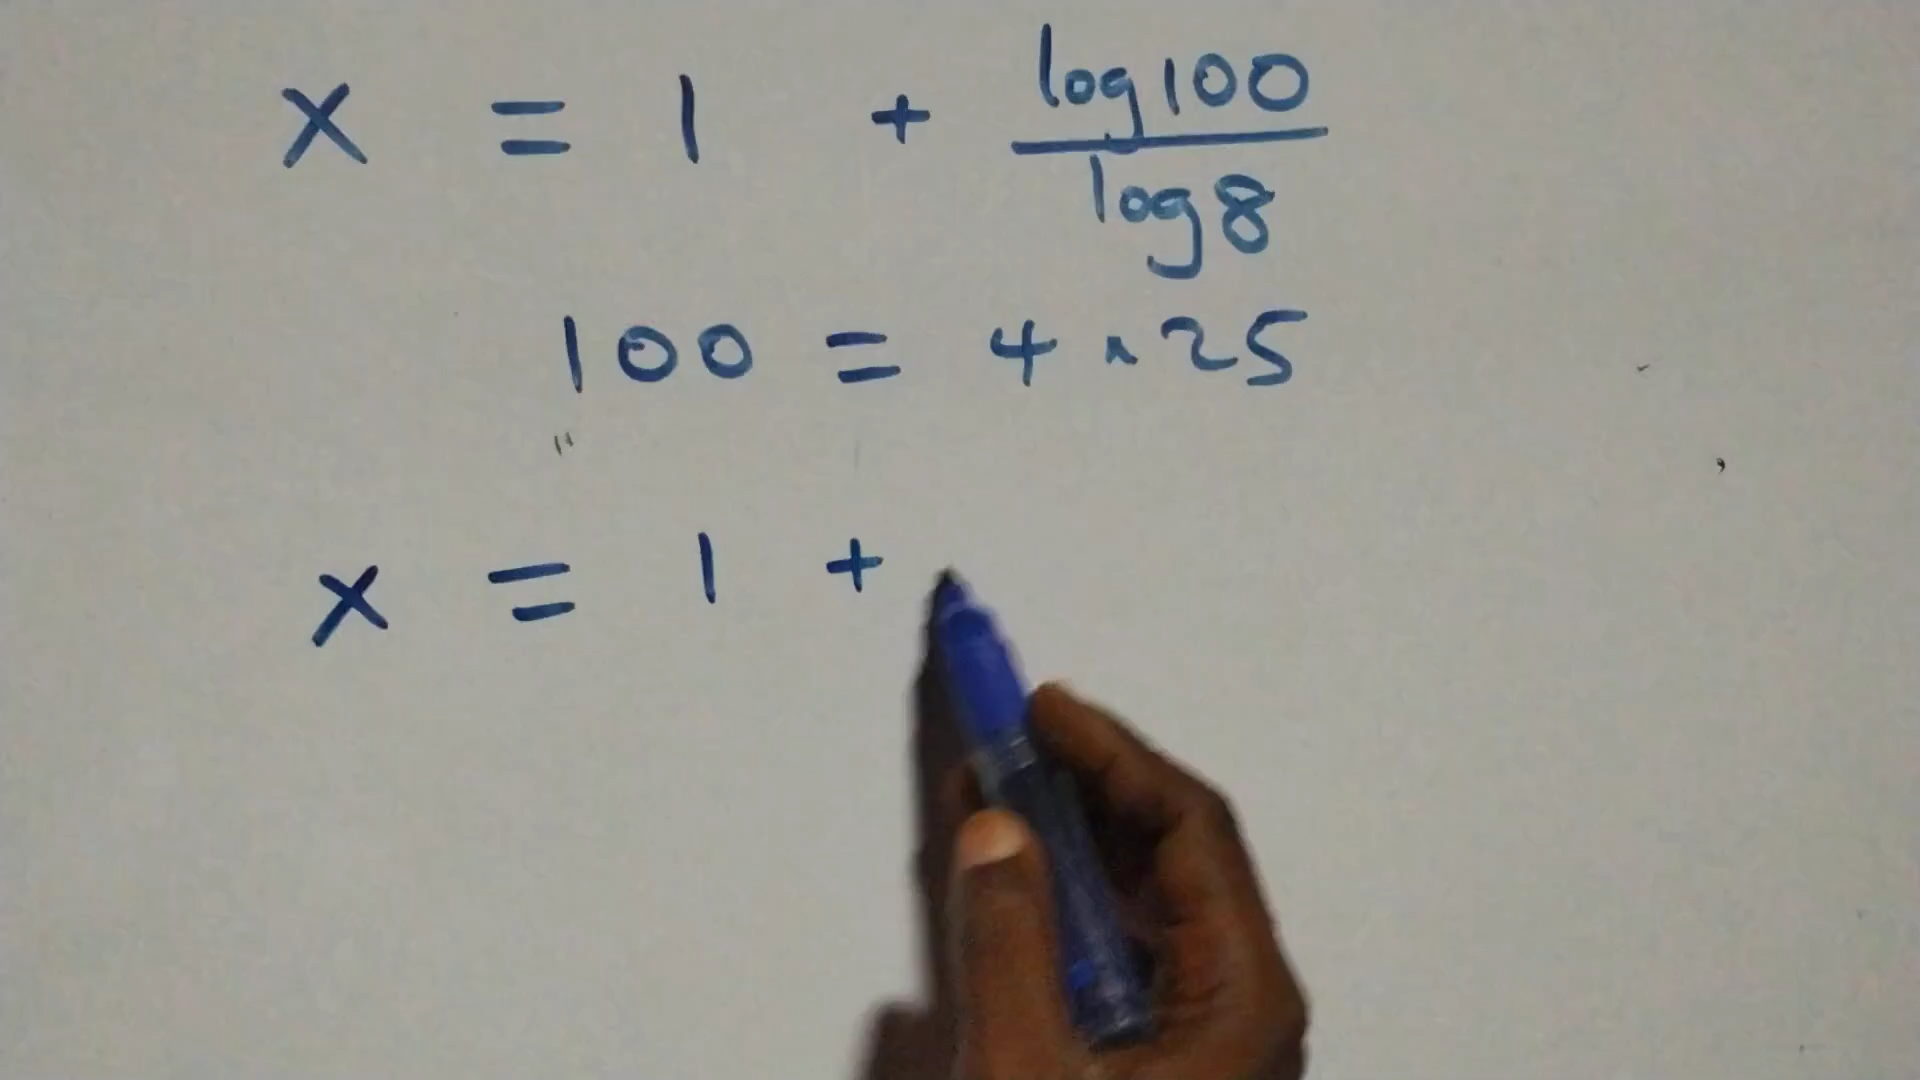 x = 1 + log100
log8
100 = 4 × 25
x = 1 +